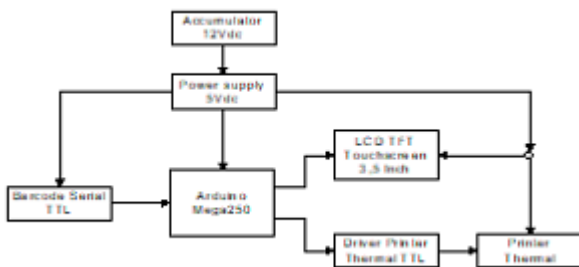 Accumulator
12Vdc
Power supply
5Vdc
LCD TFT
Touchscreen
3,5 Inch
Barcode Serial
TTL
Arduino
Mega250
Driver Printer
Thermal TTL
Printer
Thermal